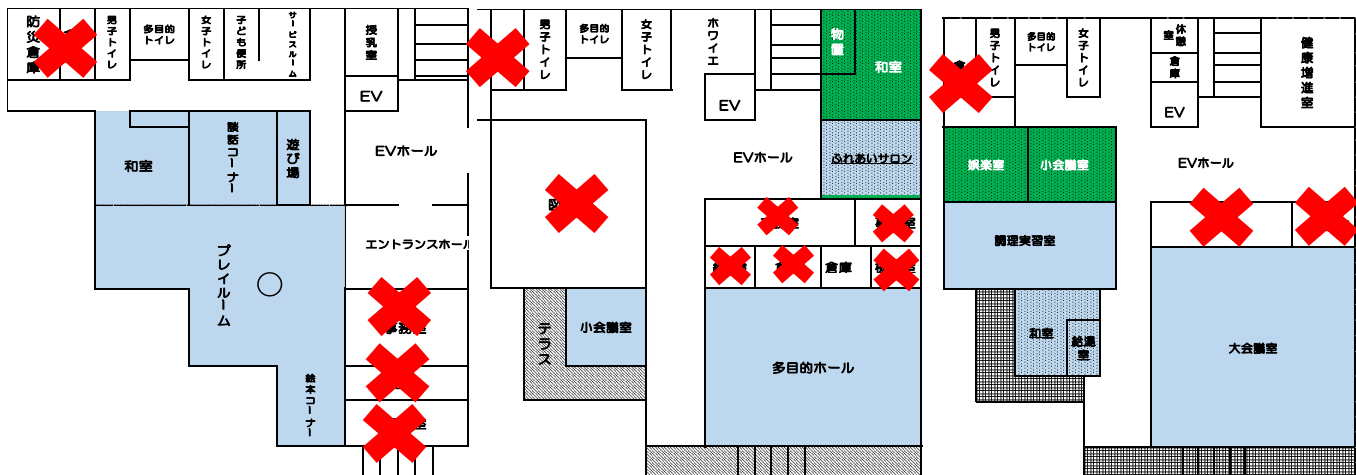 防災倉庫
男子トイレ
多目的
トイレ
女子トイレ
子ども便所
サービスルーム
授乳室
EV
和室
談話コーナー
遊び場
EVホール
エントランスホール
プレイルーム
絵本コーナー
男子トイレ
多目的
トイレ
女子トイレ
ホワイエ
物置
和室
EV
EVホール
ふれあいサロン
倉庫
テラス
小会議室
多目的ホール
男子トイレ
多目的
トイレ
女子トイレ
休憩室
倉庫
EV
健康増進室
娯楽室
小会議室
EVホール
調理実習室
和室
給湯室
大会議室